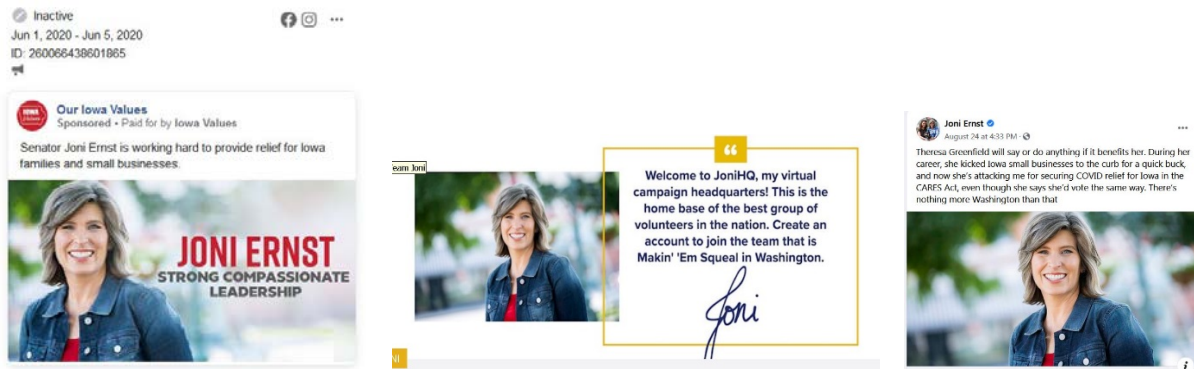 Inactive
Jun 1, 2020 - Jun 5, 2020
ID: 260066438601865
IOWA
Values
Our Iowa Values
Sponsored • Paid for by Iowa Values
Senator Joni Ernst is working hard to provide relief for Iowa
families and small businesses.
JONI ERNST
STRONG COMPASSIONATE
LEADERSHIP
eam Joni
“
Welcome to JoniHQ, my virtual
campaign headquarters! This is the
home base of the best group of
volunteers in the nation. Create an
account to join the team that is
Makin' 'Em Squeal in Washington.
Joni
NI
Joni Ernst
August 24 at 4:33 PM ·
Theresa Greenfield will say or do anything if it benefits her. During her
career, she kicked Iowa small businesses to the curb for a quick buck,
and now she's attacking me for securing COVID relief for Iowa in the
CARES Act, even though she says she'd vote the same way. There's
nothing more Washington than that